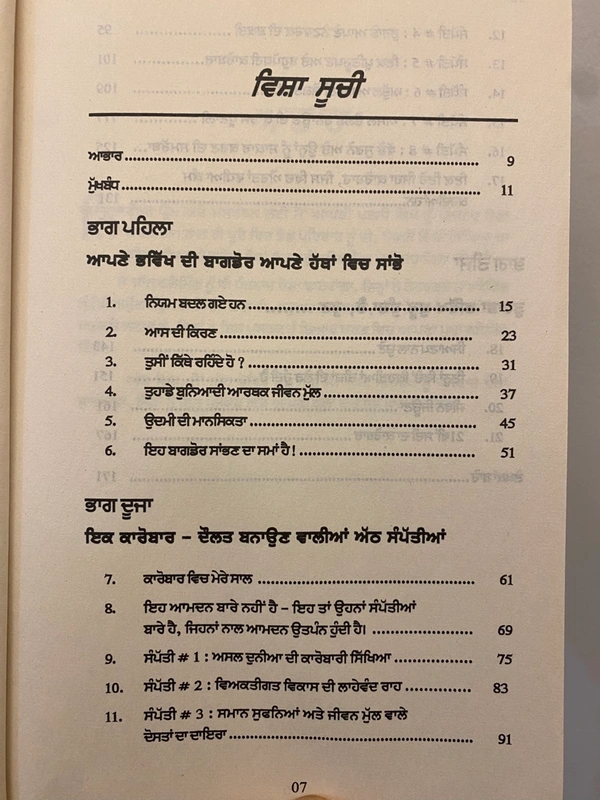 ਵਿਸ਼ਾ ਸੂਚੀ
ਆਭਾਰ ........ 9
ਮੁੱਖਬੰਧ ........ 11
ਭਾਗ ਪਹਿਲਾ
ਆਪਣੇ ਭਵਿੱਖ ਦੀ ਬਾਗਡੋਰ ਆਪਣੇ ਹੱਥਾਂ ਵਿਚ ਸਾਂਭੋ
1. ਨਿਯਮ ਬਦਲ ਗਏ ਹਨ ........ 15
2. ਆਸ ਦੀ ਕਿਰਣ ........ 23
3. ਤੁਸੀਂ ਕਿੱਥੇ ਰਹਿੰਦੇ ਹੋ ? ........ 31
4. ਤੁਹਾਡੇ ਬੁਨਿਆਦੀ ਆਰਥਕ ਜੀਵਨ ਮੁੱਲ ........ 37
5. ਉਦਮੀ ਦੀ ਮਾਨਸਿਕਤਾ ........ 45
6. ਇਹ ਬਾਗਡੋਰ ਸਾਂਭਣ ਦਾ ਸਮਾਂ ਹੈ ! ........ 51
ਭਾਗ ਦੂਜਾ
ਇਕ ਕਾਰੋਬਾਰ – ਦੌਲਤ ਬਨਾਉਣ ਵਾਲੀਆਂ ਅੱਠ ਸੰਪੱਤੀਆਂ
7. ਕਾਰੋਬਾਰ ਵਿਚ ਮੇਰੇ ਸਾਲ ........ 61
8. ਇਹ ਆਮਦਨ ਬਾਰੇ ਨਹੀਂ ਹੈ – ਇਹ ਤਾਂ ਉਹਨਾਂ ਸੰਪੱਤੀਆਂ
ਬਾਰੇ ਹੈ, ਜਿਹਨਾਂ ਨਾਲ ਆਮਦਨ ਉਤਪੰਨ ਹੁੰਦੀ ਹੈ। ........ 69
9. ਸੰਪੱਤੀ # 1 : ਅਸਲ ਦੁਨੀਆ ਦੀ ਕਾਰੋਬਾਰੀ ਸਿੱਖਿਆ ........ 75
10. ਸੰਪੱਤੀ # 2 : ਵਿਅਕਤੀਗਤ ਵਿਕਾਸ ਦੀ ਲਾਹੇਵੰਦ ਰਾਹ ........ 83
11. ਸੰਪੱਤੀ # 3 : ਸਮਾਨ ਸੁਫਨਿਆਂ ਅਤੇ ਜੀਵਨ ਮੁੱਲ ਵਾਲੇ
ਦੋਸਤਾਂ ਦਾ ਦਾਇਰਾ ........ 91
07